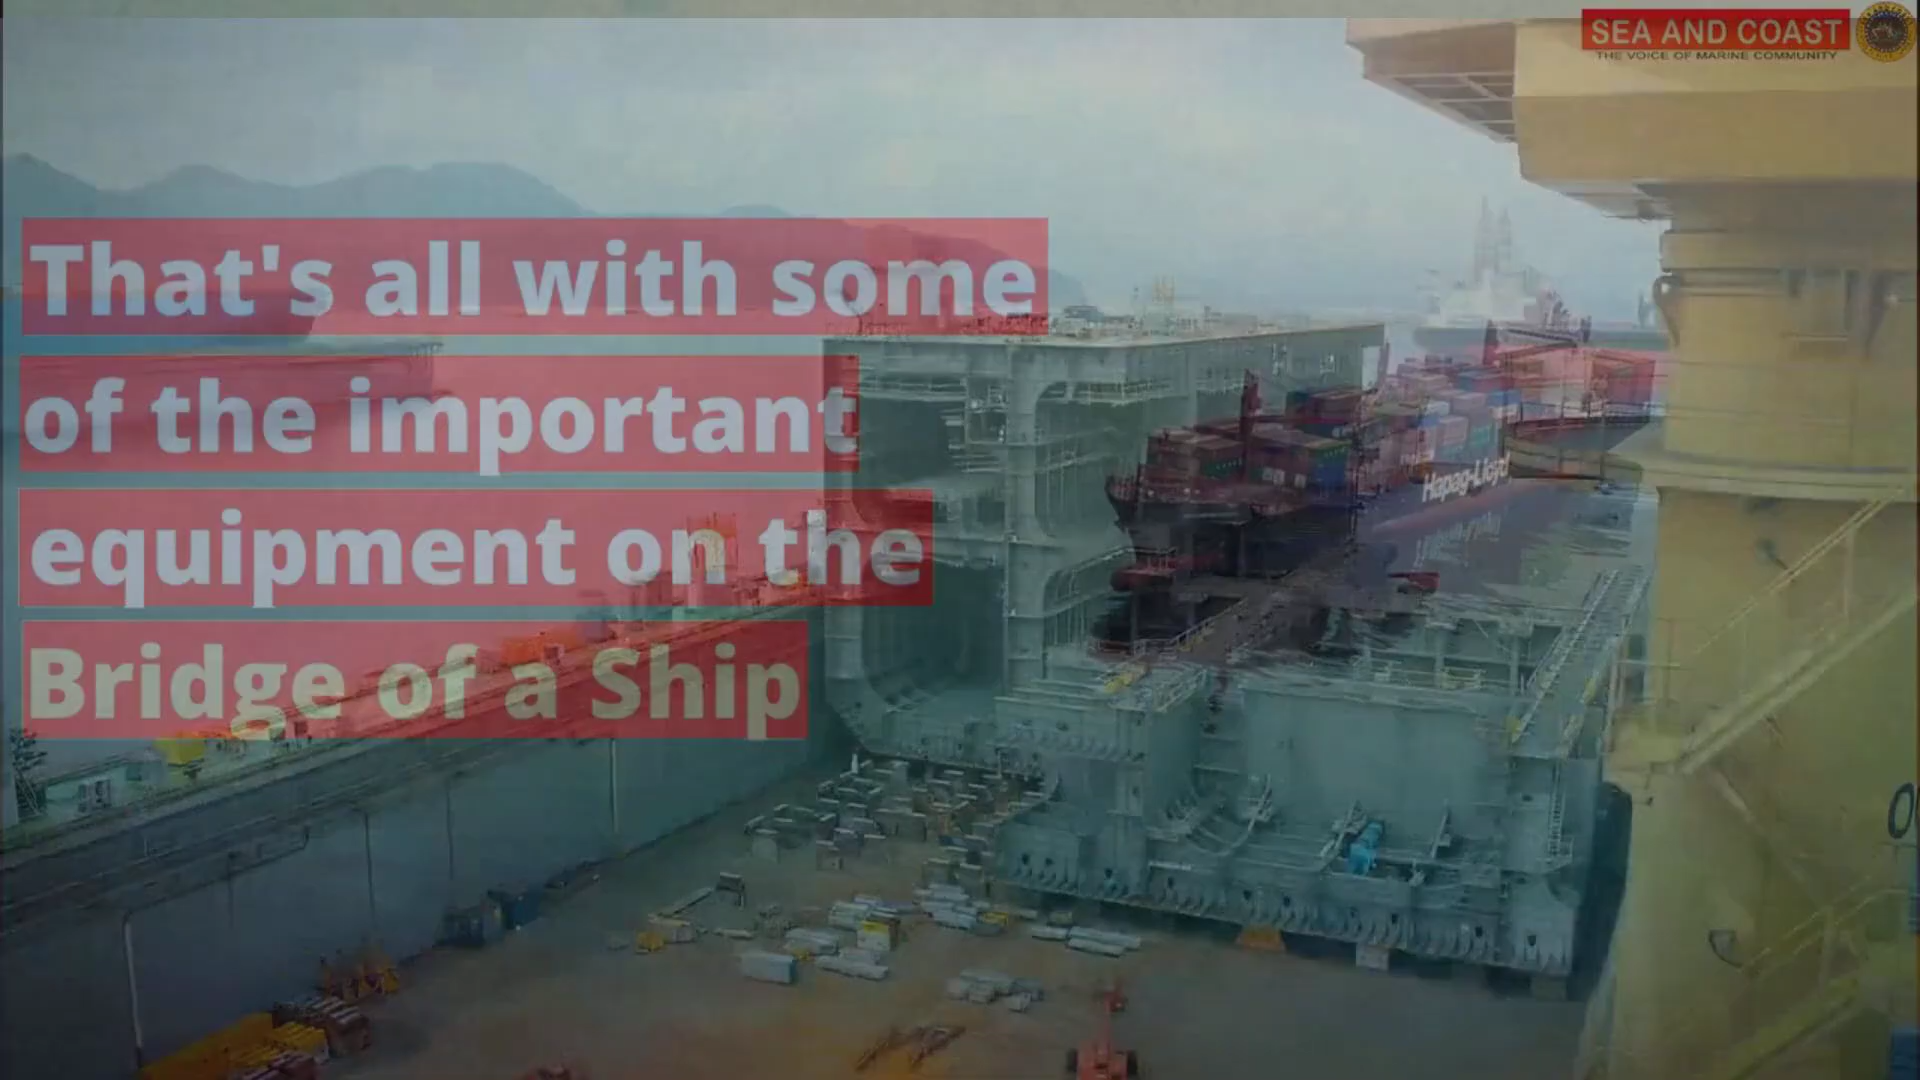 SEA AND COAST
THE VOICE OF MARINE COMMUNITY
That's all with some
of the important
equipment on the
Bridge of a Ship
Hapag-Lloyd